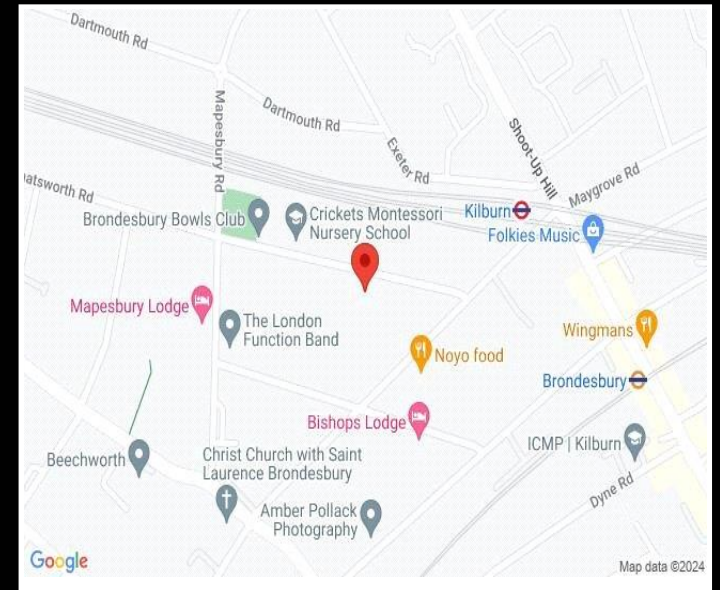 Dartmouth Rd
Mapesbury Rd
Dartmouth Rd
Exeter Rd
Shoot-Up Hill
Maygrove Rd
atsworth Rd
Brondesbury Bowls Club
Crickets Montessori
Nursery School
Kilburn
Folkies Music
Mapesbury Lodge
The London
Function Band
Noyo food
Wingmans
Brondesbury
Bishops Lodge
ICMP | Kilburn
Beechworth
Christ Church with Saint
Laurence Brondesbury
Dyne Rd
Amber Pollack
Photography
Google
Map data ©2024